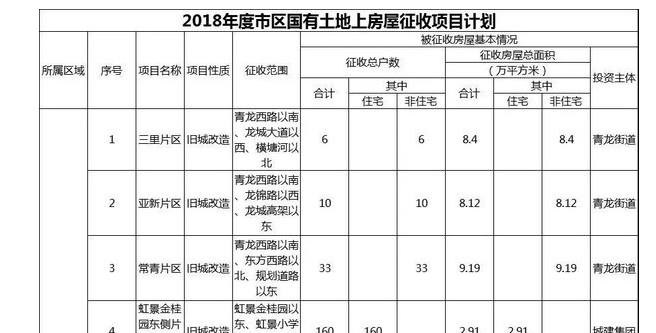 2018年度市区国有土地上房屋征收项目计划
被征收房屋基本情况
所属区域 序号 项目名称 项目性质 征收范围 征收总户数 征收房屋总面积 投资主体
（万平方米）
合计 其中 合计 其中
住宅 非住宅 住宅 非住宅
1 三里片区 旧城改造 青龙西路以南
、龙城大道以
西、横塘河以
北
6 6 8.4 8.4 青龙街道
2 亚新片区 旧城改造 青龙西路以南
、龙锦路以西
、龙城高架以
东
10 10 8.12 8.12 青龙街道
3 常青片区 旧城改造 青龙西路以南
、东方西路以
北、规划道路
以东
33 33 9.19 9.19 青龙街道
4 虹景金桂
园东侧片
旧城改造 虹景金桂园以
东、虹景小学
160 160 2.91 2.91 城建集团